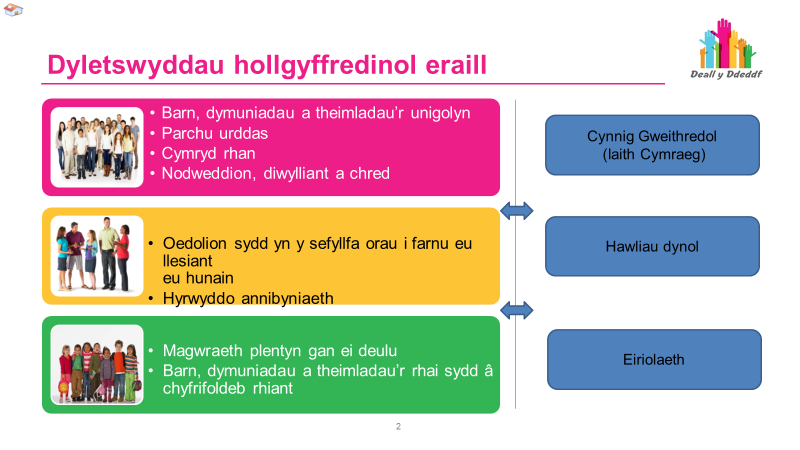 Dyletswyddau hollgyffredinol eraill
Deall y Ddeddf
• Barn, dymuniadau a theimladau'r unigolyn
• Parchu urddas
• Cymryd rhan
• Nodweddion, diwylliant a chred
• Oedolion sydd yn y sefyllfa orau i farnu eu
llesiant
eu hunain
• Hyrwyddo annibyniaeth
• Magwraeth plentyn gan ei deulu
• Barn, dymuniadau a theimladau'r rhai sydd â
chyfrifoldeb rhiant
Cynnig Gweithredol
(Iaith Cymraeg)
Hawliau dynol
Eiriolaeth
2